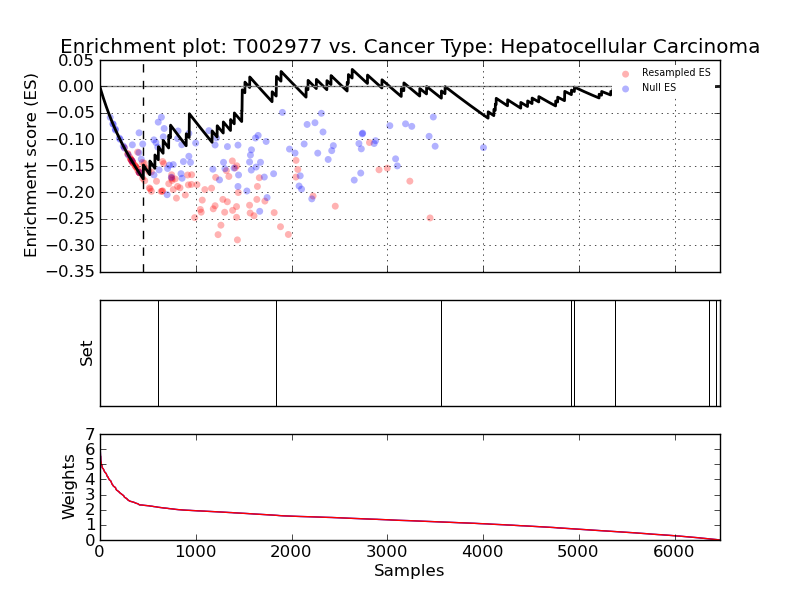 Enrichment plot: T002977 vs. Cancer Type: Hepatocellular Carcinoma
Enrichment score (ES)
0.05
0.00
−0.05
−0.10
−0.15
−0.20
−0.25
−0.30
−0.35
Resampled ES
Null ES
Set
Weights
7
6
5
4
3
2
1
0
0 1000 2000 3000 4000 5000 6000
Samples